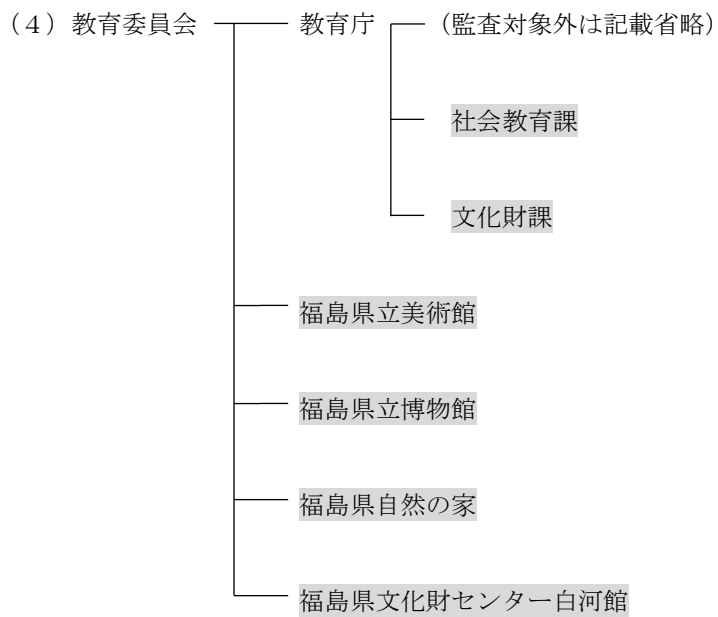 (4)教育委員会 教育庁 (監査対象外は記載省略)
社会教育課
文化財課
福島県立美術館
福島県立博物館
福島県自然の家
福島県文化財センター白河館